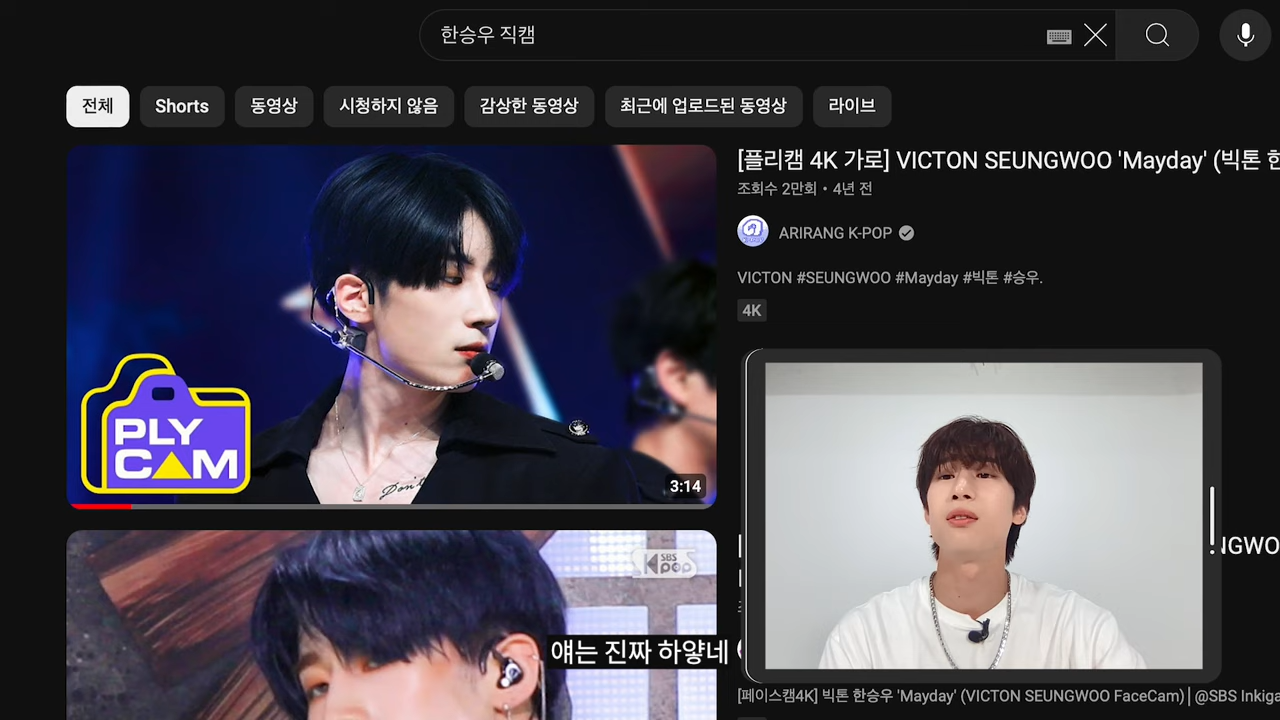 한승우 직캠
전체
Shorts
동영상
시청하지 않음
감상한 동영상
최근에 업로드된 동영상
라이브
[플리캠 4K 가로] VICTON SEUNGWOO 'Mayday' (빅톤 한
조회수 2만회 • 4년 전
ARIRANG K-POP
VICTON #SEUNGWOO #Mayday #빅톤 #승우.
4K
PLY
CAM
Don't
3:14
SBS
Kpop
NGWO
얘는 진짜 하얗네
[페이스캠4K] 빅톤 한승우 'Mayday' (VICTON SEUNGWOO FaceCam)│@SBS Inkiga